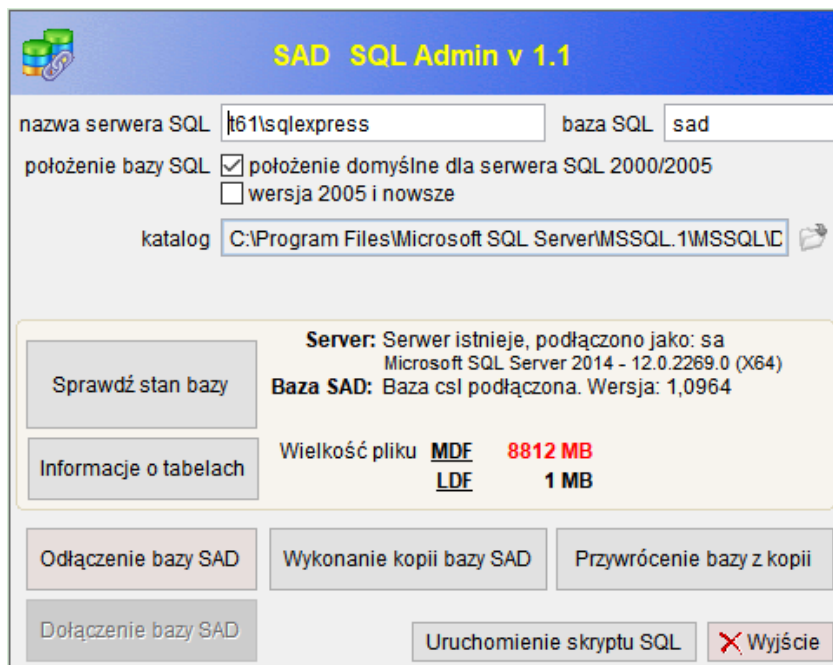 SAD SQL Admin v 1.1
nazwa serwera SQL t61\sqlexpress baza SQL sad
położenie bazy SQL położenie domyślne dla serwera SQL 2000/2005
wersja 2005 i nowsze
katalog C:\Program Files\Microsoft SQL Server\MSSQL.1\MSSQL\D
Server: Serwer istnieje, podłączono jako: sa
Microsoft SQL Server 2014 - 12.0.2269.0 (X64)
Sprawdź stan bazy Baza SAD: Baza csl podłączona. Wersja: 1,0964
Wielkość pliku MDF 8812 MB
Informacje o tabelach
LDF 1 MB
Odłączenie bazy SAD Wykonanie kopii bazy SAD Przywrócenie bazy z kopii
Dołączenie bazy SAD Uruchomienie skryptu SQL Wyjście